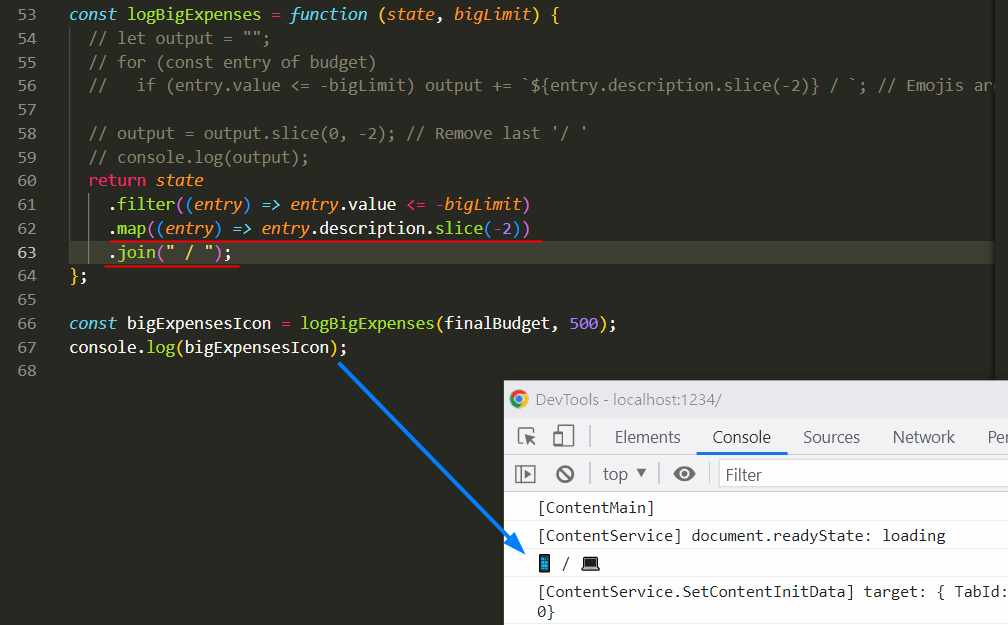 53 const logBigExpenses = function (state, bigLimit) {
54 // let output = "";
55 // for (const entry of budget)
56 //   if (entry.value <= -bigLimit) output += `${entry.description.slice(-2)} / `; // Emojis are
57
58 // output = output.slice(0, -2); // Remove last '/ '
59 // console.log(output);
60 return state
61 .filter((entry) => entry.value <= -bigLimit)
62 .map((entry) => entry.description.slice(-2))
63 .join(" / ");
64 };
65
66 const bigExpensesIcon = logBigExpenses(finalBudget, 500);
67 console.log(bigExpensesIcon);
68
DevTools - localhost:1234/
Elements Console Sources Network Per
top ▼ Filter
[ContentMain]
[ContentService] document.readyState: loading
📱 / 💻
[ContentService.SetContentInitData] target: { TabId:
0}